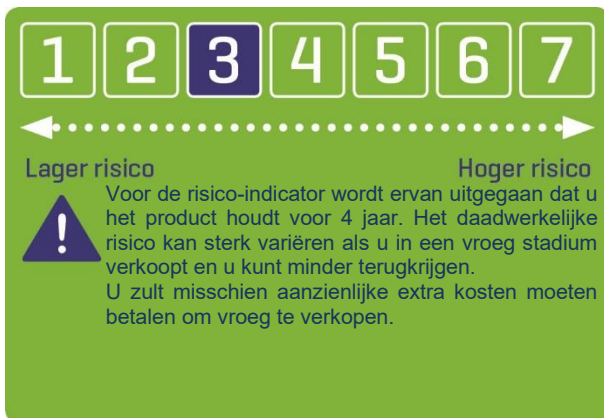 1 2 3 4 5 6 7
Lager risico Hoger risico
Voor de risico-indicator wordt ervan uitgegaan dat u
het product houdt voor 4 jaar. Het daadwerkelijke
risico kan sterk variëren als u in een vroeg stadium
verkoopt en u kunt minder terugkrijgen.
U zult misschien aanzienlijke extra kosten moeten
betalen om vroeg te verkopen.